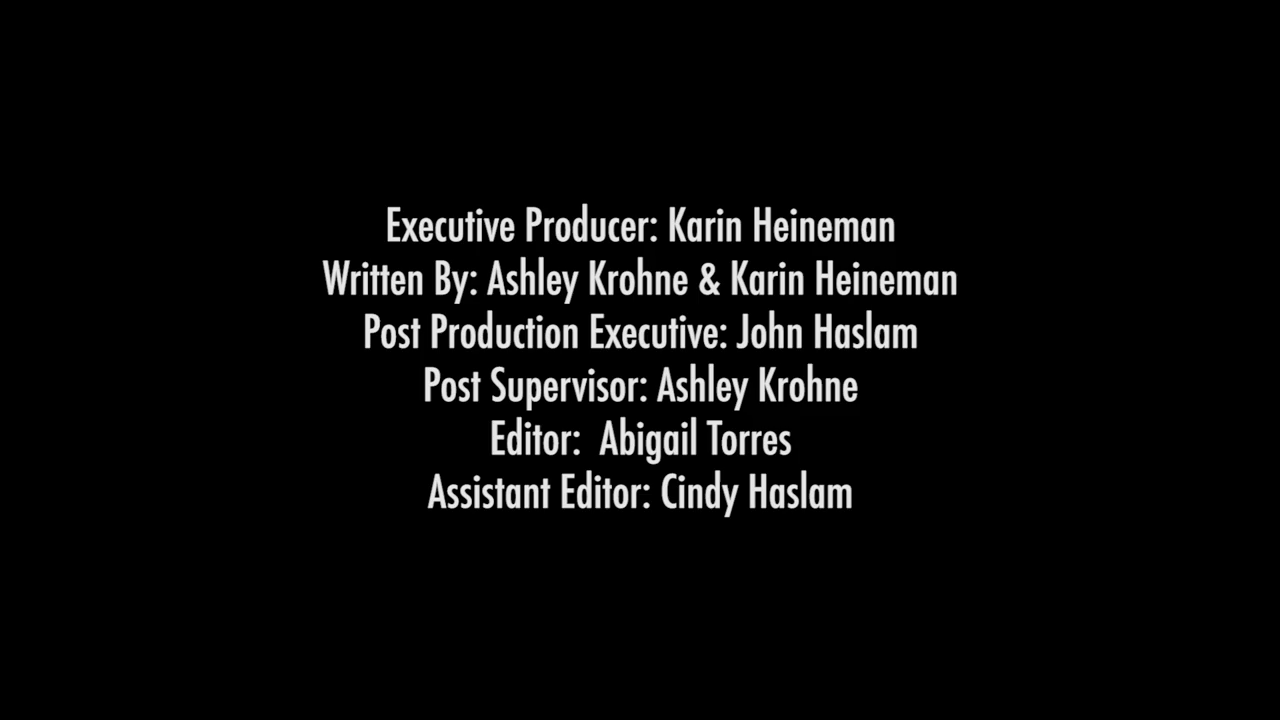 Executive Producer: Karin Heineman
Written By: Ashley Krohne & Karin Heineman
Post Production Executive: John Haslam
Post Supervisor: Ashley Krohne
Editor:  Abigail Torres
Assistant Editor: Cindy Haslam